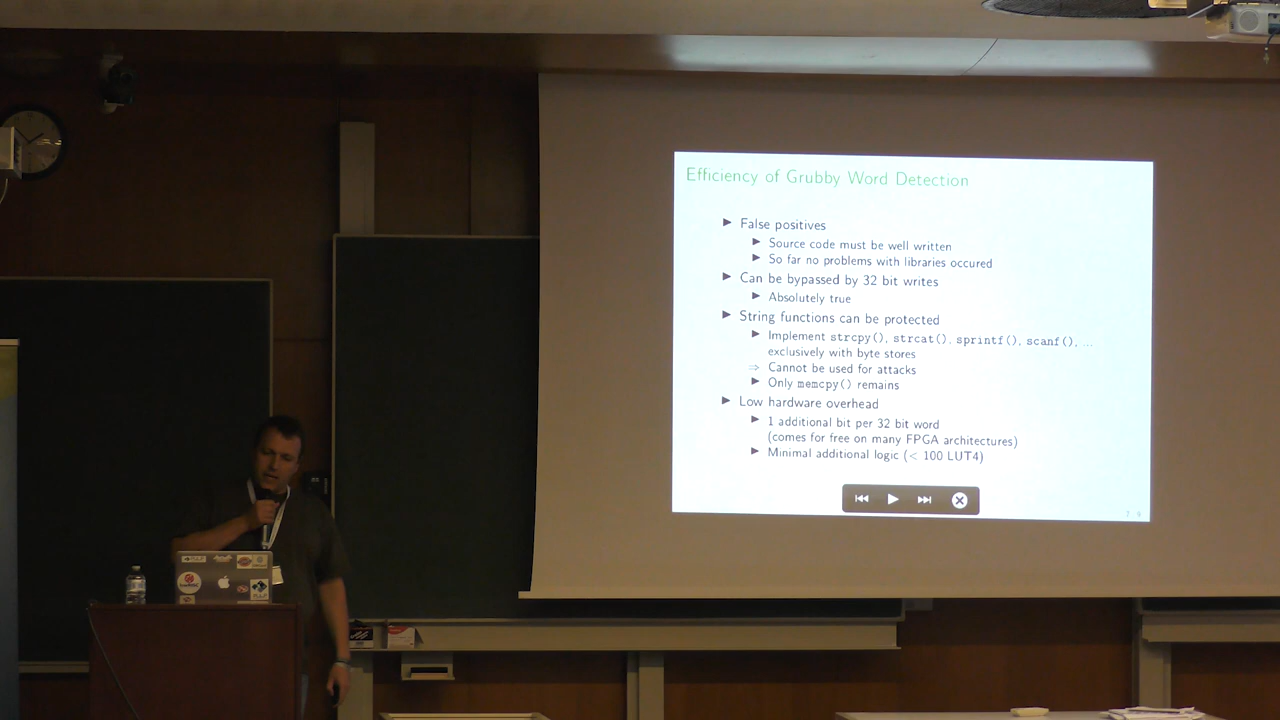 Efficiency of Grubby Word Detection
False positives
Source code must be well written
So far no problems with libraries occured
Can be bypassed by 32 bit writes
Absolutely true
String functions can be protected
Implement strcpy(), strcat(), sprintf(), scanf(), ...
exclusively with byte stores
⇒ Cannot be used for attacks
Only memcpy() remains
Low hardware overhead
1 additional bit per 32 bit word
(comes for free on many FPGA architectures)
Minimal additional logic (< 100 LUT4)